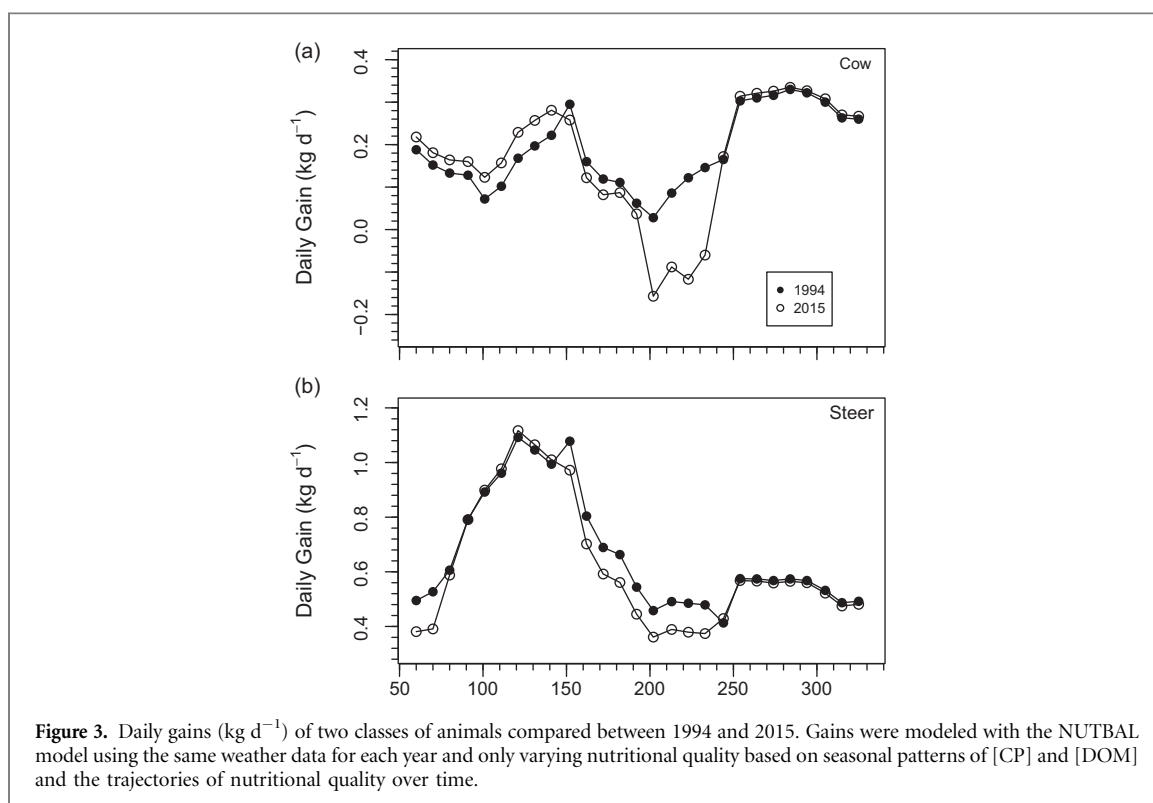 (a)
Cow
Daily Gain (kg d⁻¹)
0.4
0.2
0.0
−0.2
1994
2015
(b)
Steer
Daily Gain (kg d⁻¹)
1.2
1.0
0.8
0.6
0.4
50 100 150 200 250 300
Figure 3. Daily gains (kg d⁻¹) of two classes of animals compared between 1994 and 2015. Gains were modeled with the NUTBAL
model using the same weather data for each year and only varying nutritional quality based on seasonal patterns of [CP] and [DOM]
and the trajectories of nutritional quality over time.